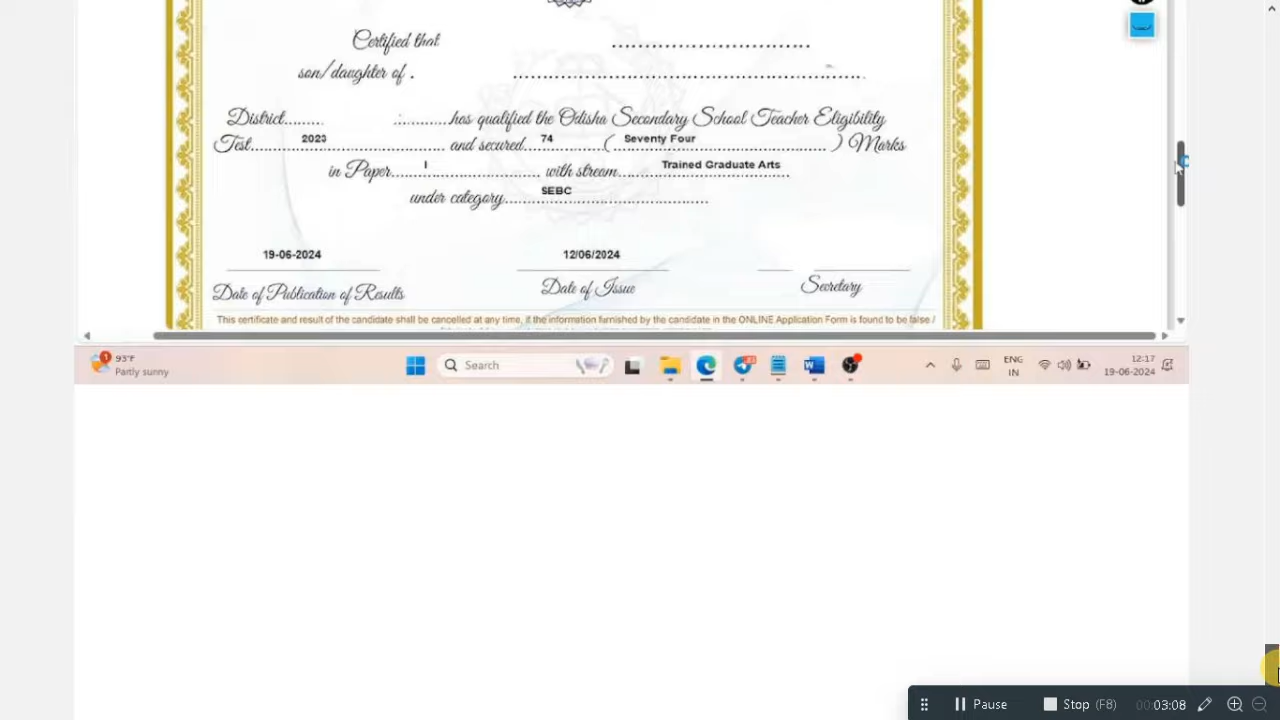 Certified that ..............................
son/daughter of . ..................................................
District........ ............has qualified the Odisha Secondary School Teacher Eligibility
Test........2023........ and secured...74...(...Seventy Four...) Marks
in Paper........I........ with stream........Trained Graduate Arts
under category........SEBC........
19-06-2024 12/06/2024
Date of Publication of Results Date of Issue Secretary
This certificate and result of the candidate shall be cancelled at any time, if the information furnished by the candidate in the ONLINE Application Form is found to be false /
1 93°F Search ENG 12:17
Partly sunny IN 19-06-2024
Pause Stop (F8) 00:03:08